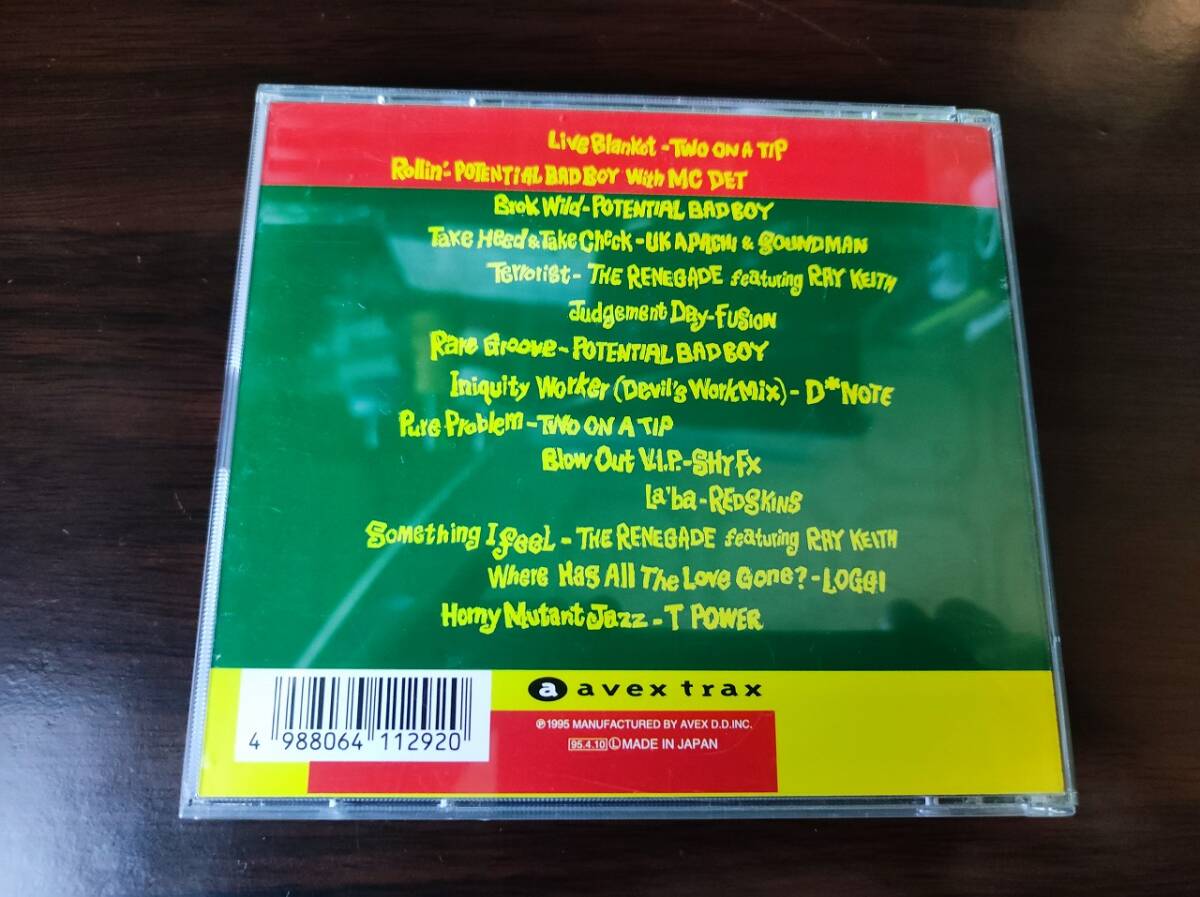 Live Blanket - TWO ON A TIP
Rollin' - POTENTIAL BAD BOY With MC DET
Brok Wild - POTENTIAL BAD BOY
Take Heed & Take Check - UK APACHI & SOUNDMAN
Terrorist - THE RENEGADE featuring RAY KEITH
Judgement Day - FUSION
Rare Groove - POTENTIAL BAD BOY
Iniquity Worker (Devil's Work Mix) - D*NOTE
Pure Problem - TWO ON A TIP
Blow Out V.I.P. - SHY FX
La'ba - REDSKINS
Something I feel - THE RENEGADE featuring RAY KEITH
Where Has All The Love Gone? - LOGGI
Horny Mutant Jazz - T POWER
a avex trax
4 988064 112920
℗1995 MANUFACTURED BY AVEX D.D.INC.
95.4.10 Ⓛ MADE IN JAPAN